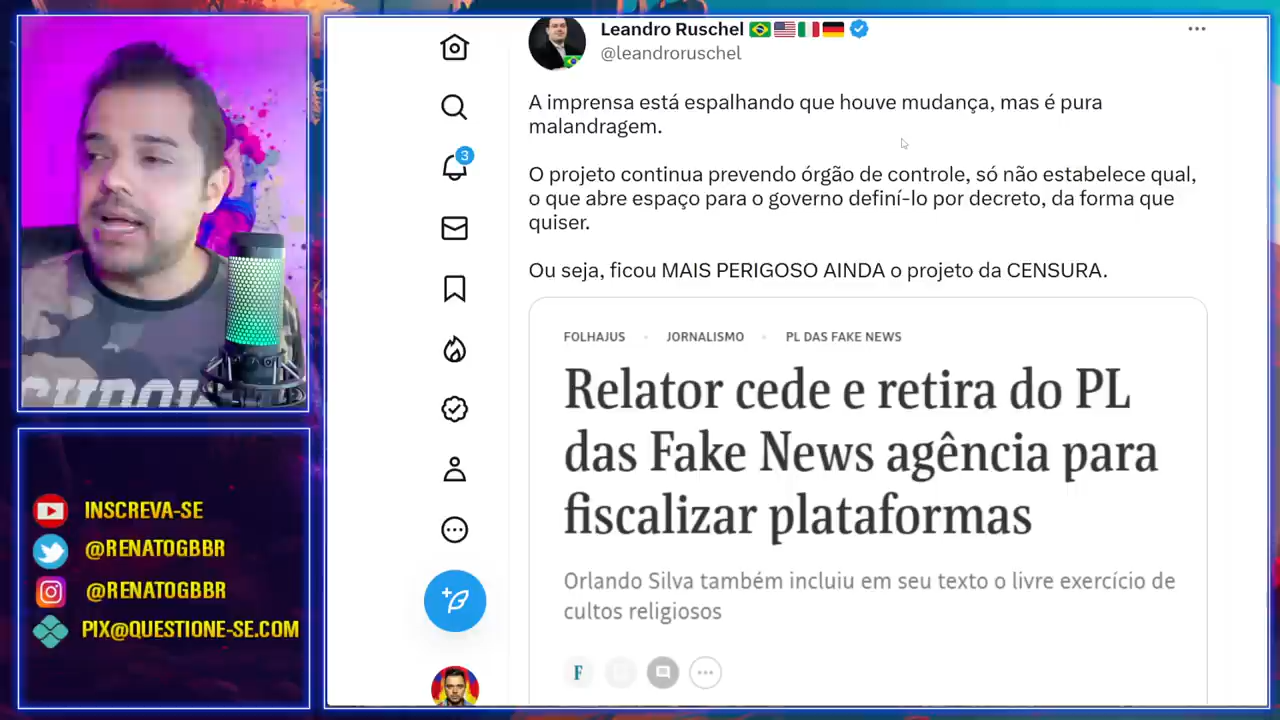 Leandro Ruschel
@leandroruschel
A imprensa está espalhando que houve mudança, mas é pura
malandragem.
O projeto continua prevendo órgão de controle, só não estabelece qual,
o que abre espaço para o governo definí-lo por decreto, da forma que
quiser.
Ou seja, ficou MAIS PERIGOSO AINDA o projeto da CENSURA.
FOLHAJUS • JORNALISMO • PL DAS FAKE NEWS
Relator cede e retira do PL
das Fake News agência para
fiscalizar plataformas
Orlando Silva também incluiu em seu texto o livre exercício de
cultos religiosos
F
3
INSCREVA-SE
@RENATOGBBR
@RENATOGBBR
PIX@QUESTIONE-SE.COM